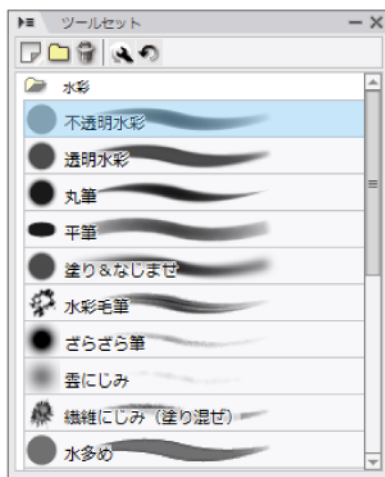 ツールセット
水彩
不透明水彩
透明水彩
丸筆
平筆
塗り&なじませ
水彩毛筆
ざらざら筆
雲にじみ
繊維にじみ（塗り混ぜ）
水多め